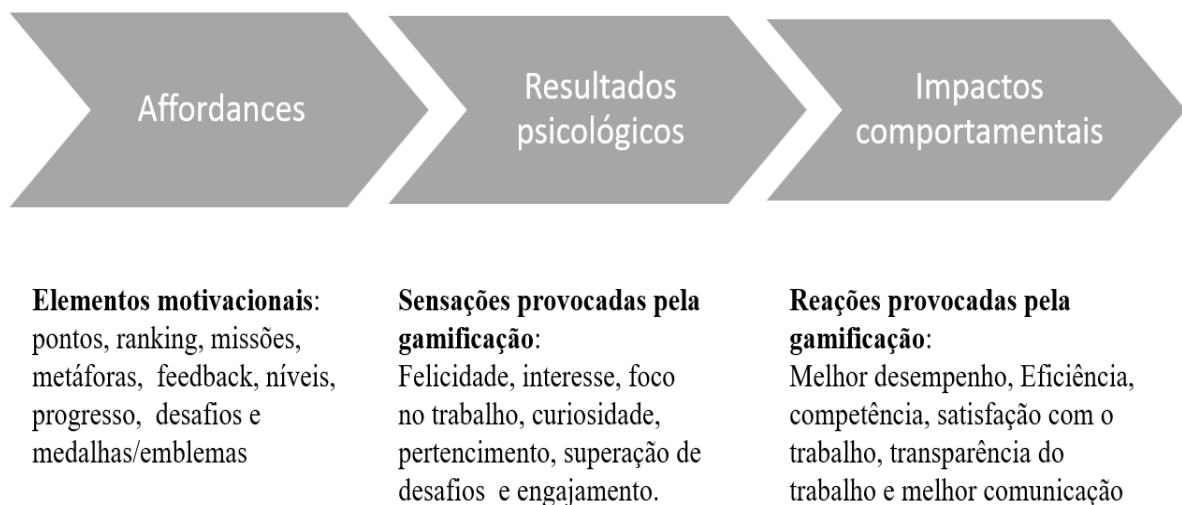 Affordances
Resultados
psicológicos
Impactos
comportamentais
Elementos motivacionais:
pontos, ranking, missões,
metáforas, feedback, níveis,
progresso, desafios e
medalhas/emblemas
Sensações provocadas pela
gamificação:
Felicidade, interesse, foco
no trabalho, curiosidade,
pertencimento, superação de
desafios e engajamento.
Reações provocadas pela
gamificação:
Melhor desempenho, Eficiência,
competência, satisfação com o
trabalho, transparência do
trabalho e melhor comunicação